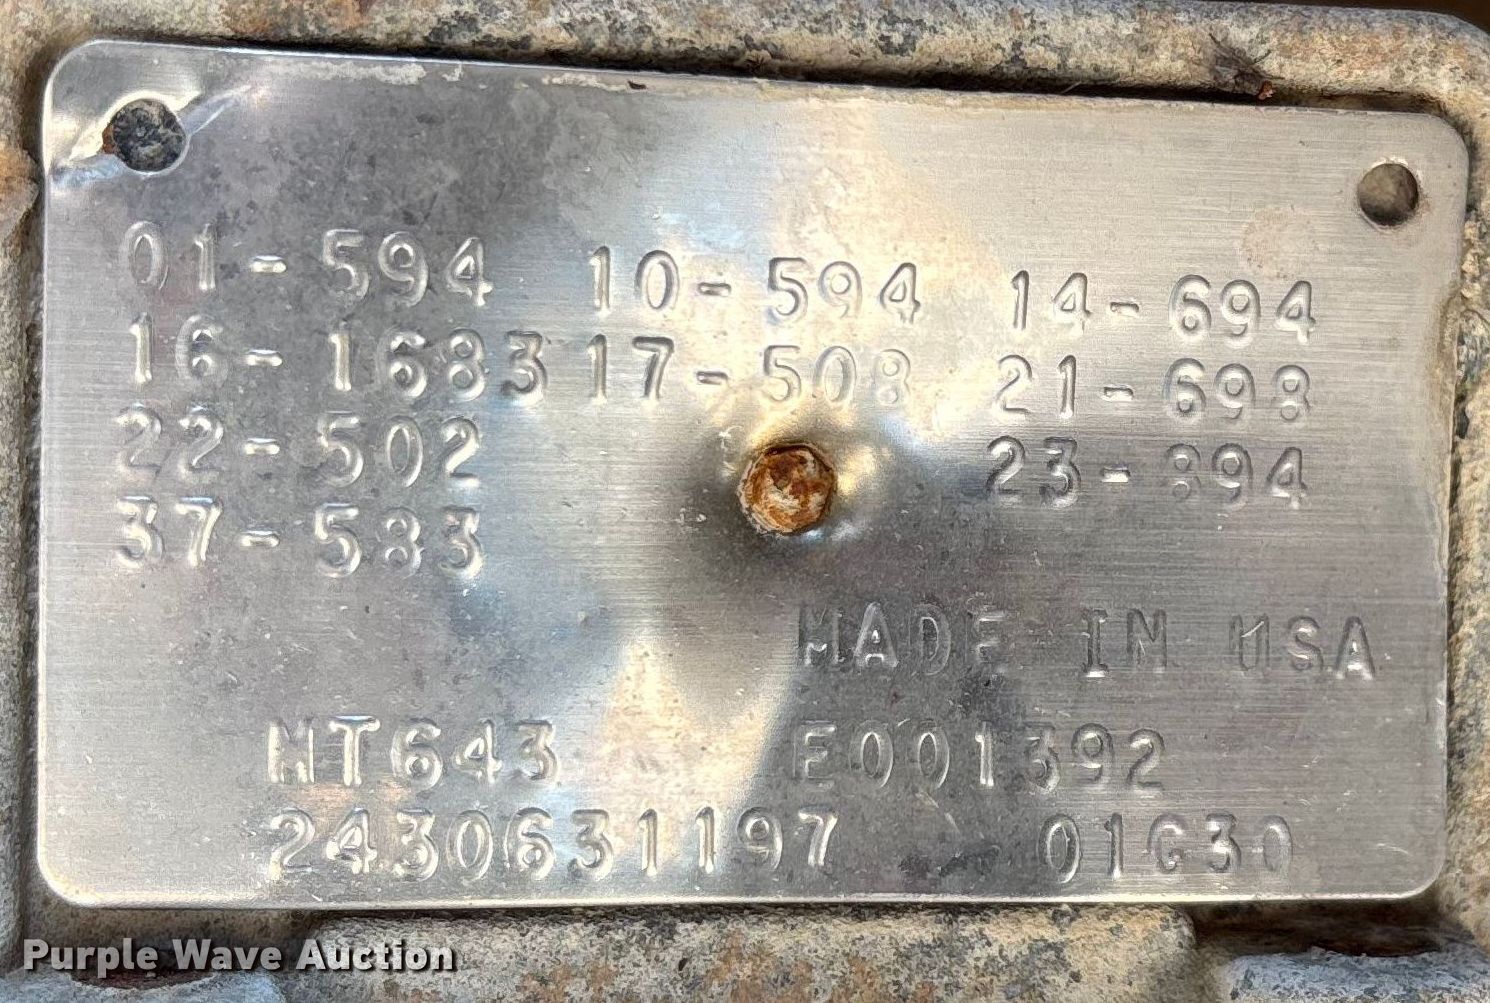 01-594 10-594 14-694
16-1683 17-508 21-698
22-502 23-894
37-583
MADE IN USA
MT643 E001392
2430631197 01G30
Purple Wave Auction